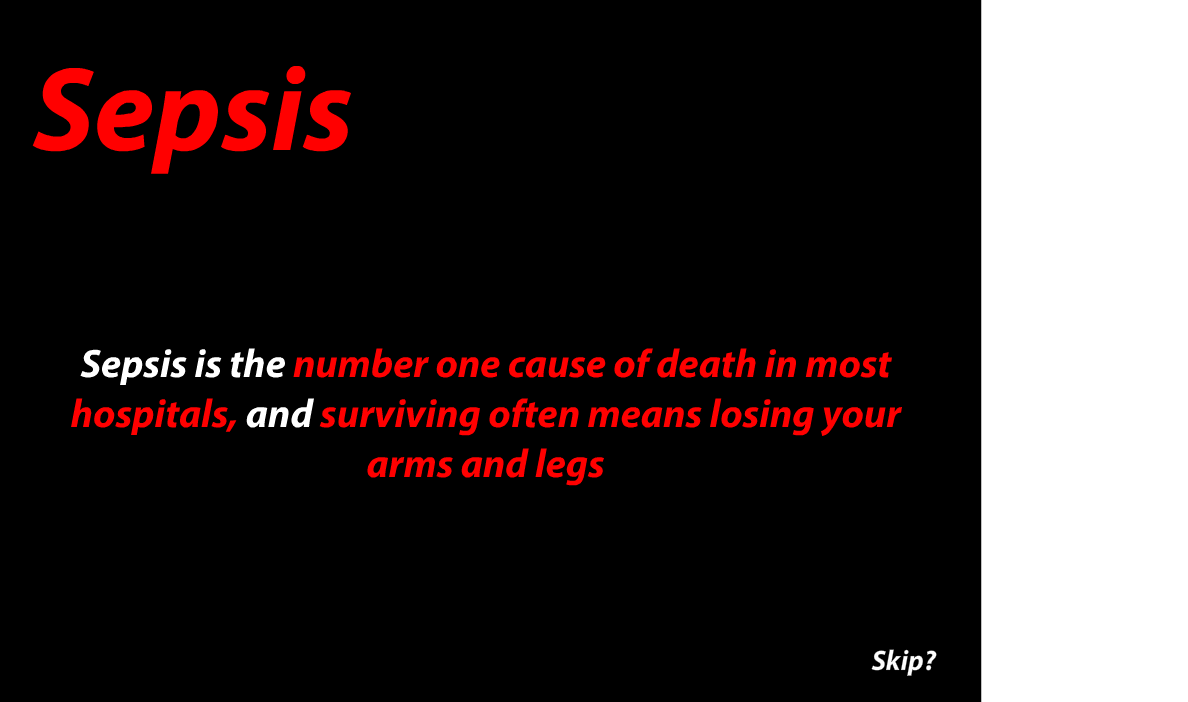 Sepsis
Sepsis is the number one cause of death in most
hospitals, and surviving often means losing your
arms and legs
Skip?